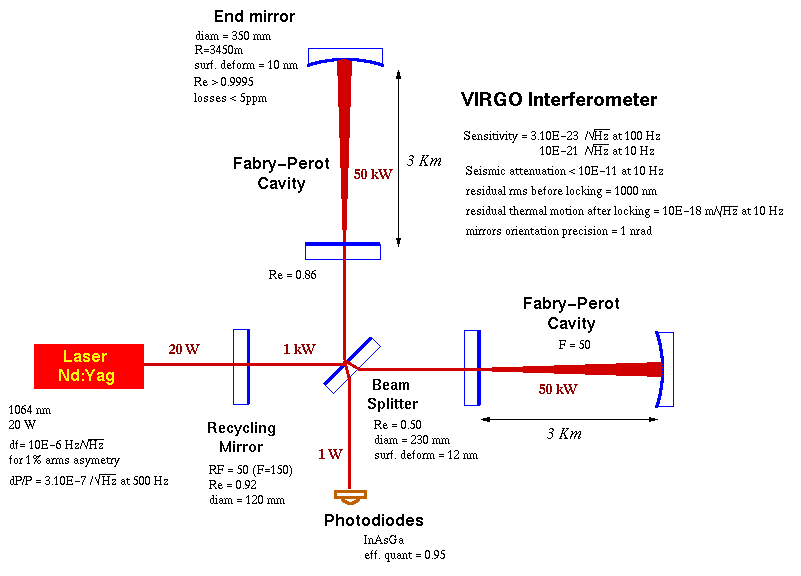 End mirror
diam = 350 mm
R=3450m
surf. deform = 10 nm
Re > 0.9995
losses < 5ppm
VIRGO Interferometer
Sensitivity = 3.10E-23 /√Hz at 100 Hz
10E-21 /√Hz at 10 Hz
Seismic attenuation < 10E-11 at 10 Hz
residual rms before locking = 1000 nm
residual thermal motion after locking = 10E-18 m/√Hz at 10 Hz
mirrors orientation precision = 1 nrad
Fabry-Perot
Cavity
50 kW
3 Km
Re = 0.86
Fabry-Perot
Cavity
F = 50
50 kW
3 Km
Laser
Nd:Yag
20 W
1 kW
1064 nm
20 W
df= 10E-6 Hz/√Hz
for 1% arms asymetry
dP/P = 3.10E-7 /√Hz at 500 Hz
Recycling
Mirror
RF = 50 (F=150)
Re = 0.92
diam = 120 mm
Beam
Splitter
Re = 0.50
diam = 230 mm
surf. deform = 12 nm
1 W
Photodiodes
InAsGa
eff. quant = 0.95